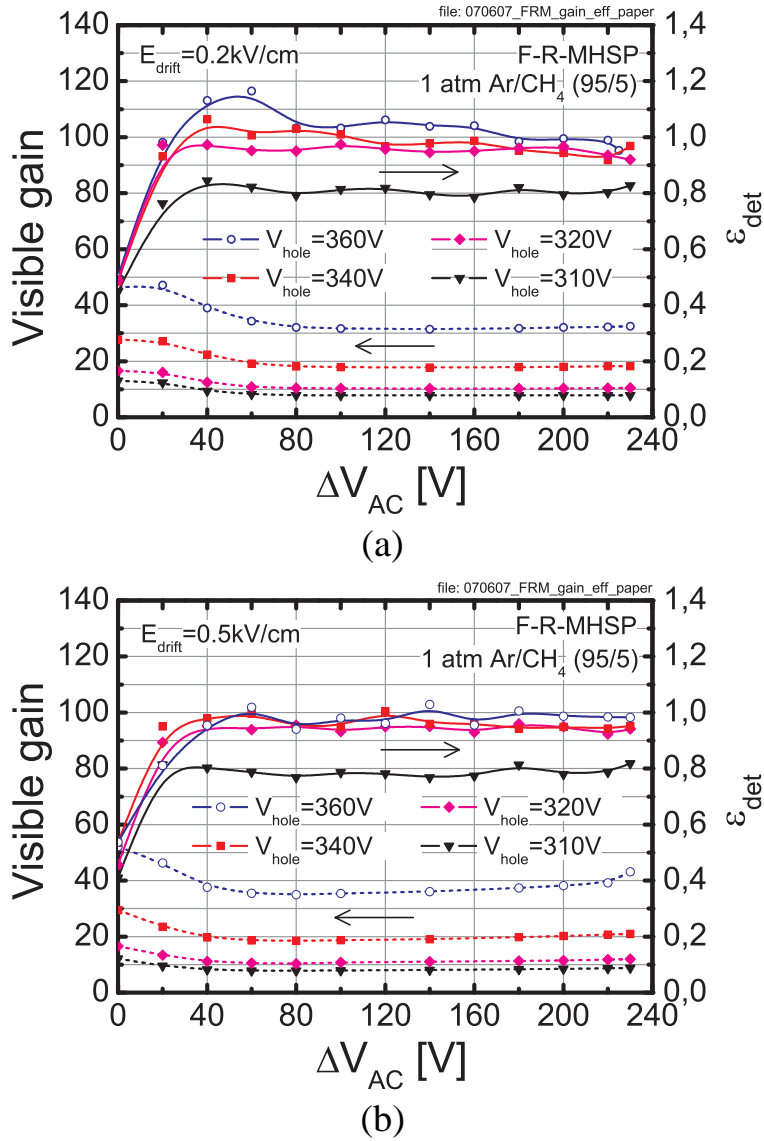 file: 070607_FRM_gain_eff_paper
E_drift=0.2kV/cm
F-R-MHSP
1 atm Ar/CH_4 (95/5)
V_hole=360V
V_hole=320V
V_hole=340V
V_hole=310V
Visible gain
ε_det
140
120
100
80
60
40
20
0
1,4
1,2
1,0
0,8
0,6
0,4
0,2
0,0
0 40 80 120 160 200 240
ΔV_AC [V]
(a)
file: 070607_FRM_gain_eff_paper
E_drift=0.5kV/cm
F-R-MHSP
1 atm Ar/CH_4 (95/5)
V_hole=360V
V_hole=320V
V_hole=340V
V_hole=310V
Visible gain
ε_det
140
120
100
80
60
40
20
0
1,4
1,2
1,0
0,8
0,6
0,4
0,2
0,0
0 40 80 120 160 200 240
ΔV_AC [V]
(b)